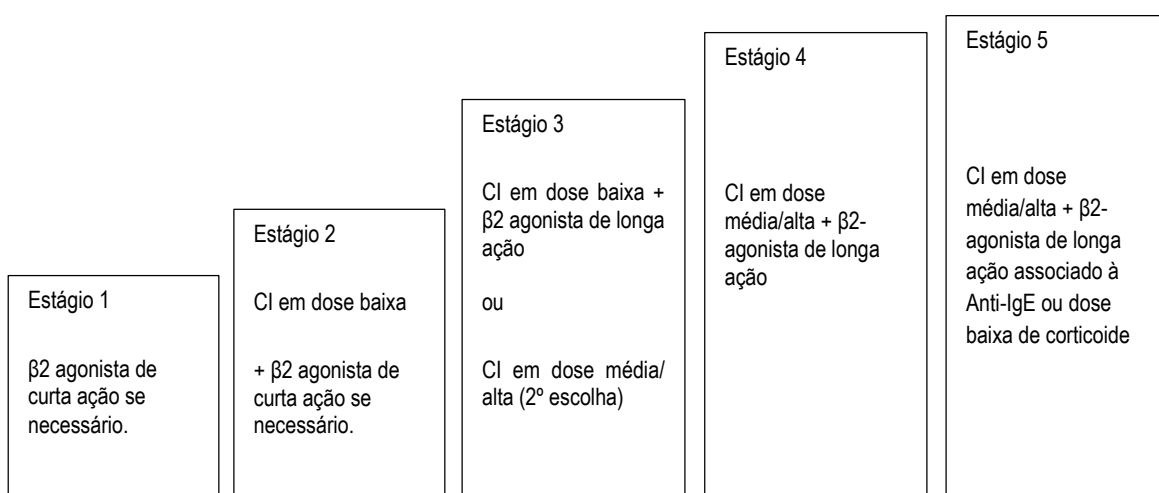 Estágio 1
β2 agonista de
curta ação se
necessário.
Estágio 2
CI em dose baixa
+ β2 agonista de
curta ação se
necessário.
Estágio 3
CI em dose baixa +
β2 agonista de longa
ação
ou
CI em dose média/
alta (2º escolha)
Estágio 4
CI em dose
média/alta + β2-
agonista de longa
ação
Estágio 5
CI em dose
média/alta + β2-
agonista de longa
ação associado à
Anti-IgE ou dose
baixa de corticoide